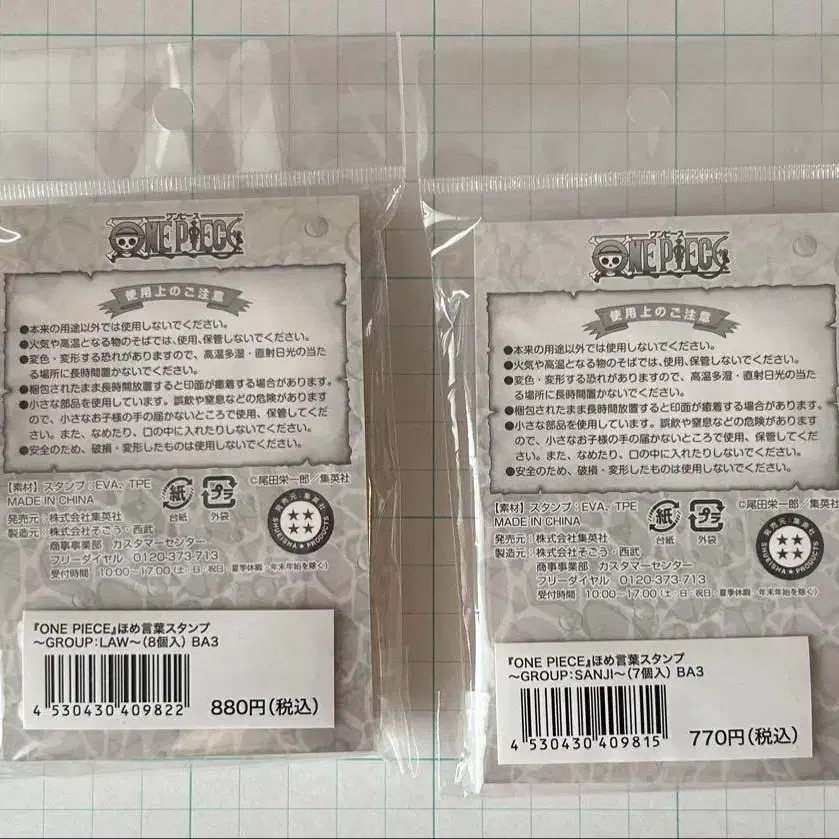 ワンピース
ONE PIECE
使用上のご注意
●本来の用途以外では使用しないでください。
●火気や高温となる物のそばでは、使用、保管しないでください。
●変色・変形する恐れがありますので、高温多湿・直射日光の当た
る場所に長時間置かないでください。
●梱包されたまま長時間放置すると印面が癒着する場合があります。
●小さな部品を使用しています。誤飲や窒息などの危険があります
ので、小さなお子様の手の届かないところで使用、保管してくだ
さい。また、なめたり、口の中に入れたりしないでください。
●安全のため、破損・変形したものは使用しないでください。
【素材】スタンプ:EVA、TPE
MADE IN CHINA
紙
台紙
プラ
外袋
©尾田栄一郎／集英社
発売元:株式会社集英社
製造元:株式会社そごう・西武
商事事業部 カスタマーセンター
フリーダイヤル 0120-373-713
受付時間 10:00〜17:00(土・日・祝日、夏季休暇、年末年始を除く)
発売元:集英社
SHUEISHA★PRODUCTS
『ONE PIECE』ほめ言葉スタンプ
〜GROUP:LAW〜(8個入) BA3
4 530430 409822
880円(税込)
ワンピース
ONE PIECE
使用上のご注意
●本来の用途以外では使用しないでください。
●火気や高温となる物のそばでは、使用、保管しないでください。
●変色・変形する恐れがありますので、高温多湿・直射日光の当た
る場所に長時間置かないでください。
●梱包されたまま長時間放置すると印面が癒着する場合があります。
●小さな部品を使用しています。誤飲や窒息などの危険があります
ので、小さなお子様の手の届かないところで使用、保管してくだ
さい。また、なめたり、口の中に入れたりしないでください。
●安全のため、破損・変形したものは使用しないでください。
【素材】スタンプ:EVA、TPE
MADE IN CHINA
紙
台紙
プラ
外袋
©尾田栄一郎／集英社
発売元:株式会社集英社
製造元:株式会社そごう・西武
商事事業部 カスタマーセンター
フリーダイヤル 0120-373-713
受付時間 10:00〜17:00(土・日・祝日、夏季休暇、年末年始を除く)
発売元:集英社
SHUEISHA★PRODUCTS
『ONE PIECE』ほめ言葉スタンプ
〜GROUP:SANJI〜(7個入) BA3
4 530430 409815
770円(税込)